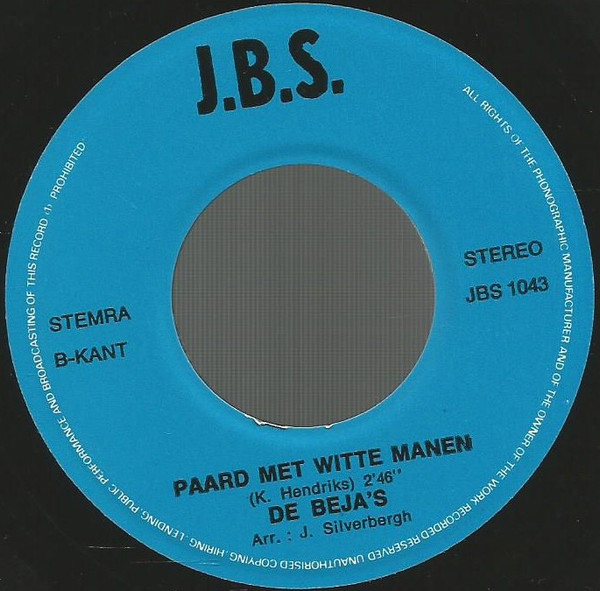 J.B.S.
ALL RIGHTS OF THE PHONOGRAPHIC MANUFACTURER AND OF THE OWNER OF THE WORK RECORDED RESERVED UNAUTHORISED COPYING, HIRING, LENDING, PUBLIC PERFORMANCE AND BROADCASTING OF THIS RECORD (1) PROHIBITED
STEMRA
B-KANT
STEREO
JBS 1043
PAARD MET WITTE MANEN
(K. Hendriks) 2'46"
DE BEJA'S
Arr. : J. Silverbergh